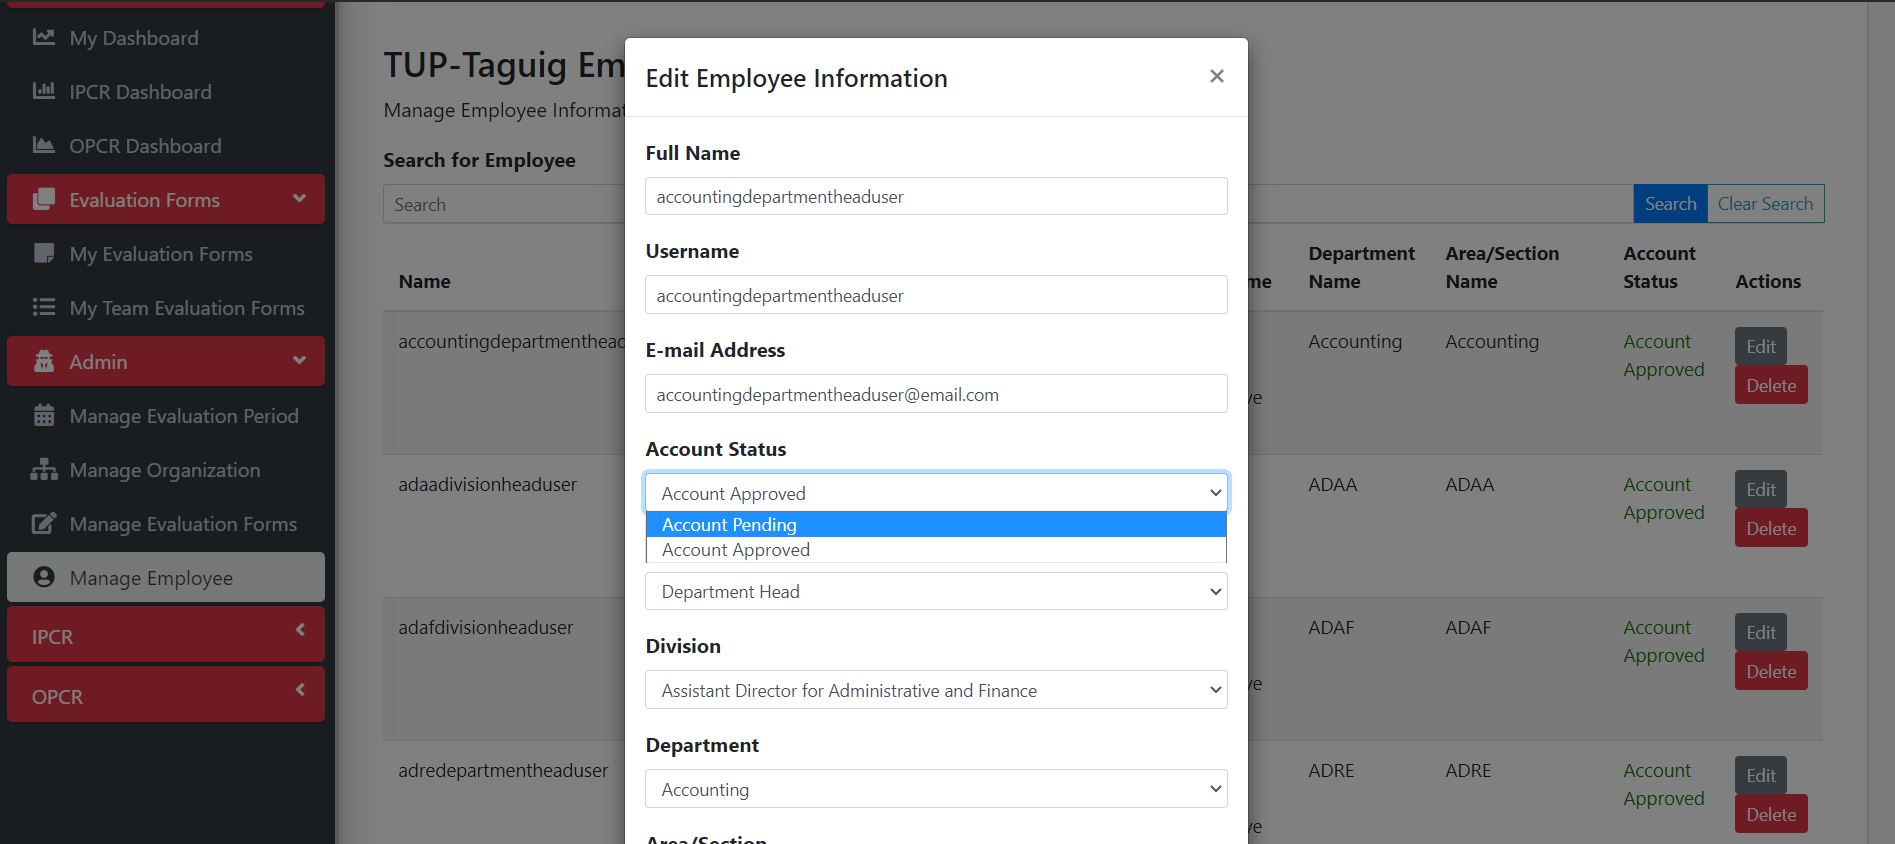 My Dashboard
IPCR Dashboard
OPCR Dashboard
Evaluation Forms
My Evaluation Forms
My Team Evaluation Forms
Admin
Manage Evaluation Period
Manage Organization
Manage Evaluation Forms
Manage Employee
IPCR
OPCR
TUP-Taguig Em
Manage Employee Informat
Search for Employee
Search
Search
Clear Search
Name
me
Department Name
Area/Section Name
Account Status
Actions
accountingdepartmenthead
ve
Accounting
Accounting
Account Approved
Edit
Delete
adaadivisionheaduser
ADAA
ADAA
Account Approved
Edit
Delete
adafdivisionheaduser
ve
ADAF
ADAF
Account Approved
Edit
Delete
adredepartmentheaduser
ve
ADRE
ADRE
Account Approved
Edit
Delete
Edit Employee Information
×
Full Name
accountingdepartmentheaduser
Username
accountingdepartmentheaduser
E-mail Address
accountingdepartmentheaduser@email.com
Account Status
Account Approved
Account Pending
Account Approved
Department Head
Division
Assistant Director for Administrative and Finance
Department
Accounting
Area/Section